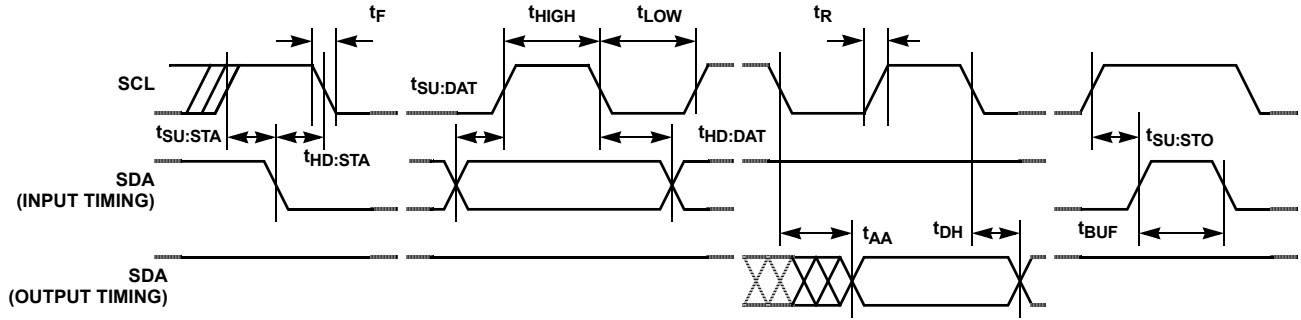 tF
tHIGH
tLOW
tR
SCL
tSU:DAT
tSU:STA
tHD:STA
tHD:DAT
tSU:STO
SDA
(INPUT TIMING)
tAA
tDH
tBUF
SDA
(OUTPUT TIMING)